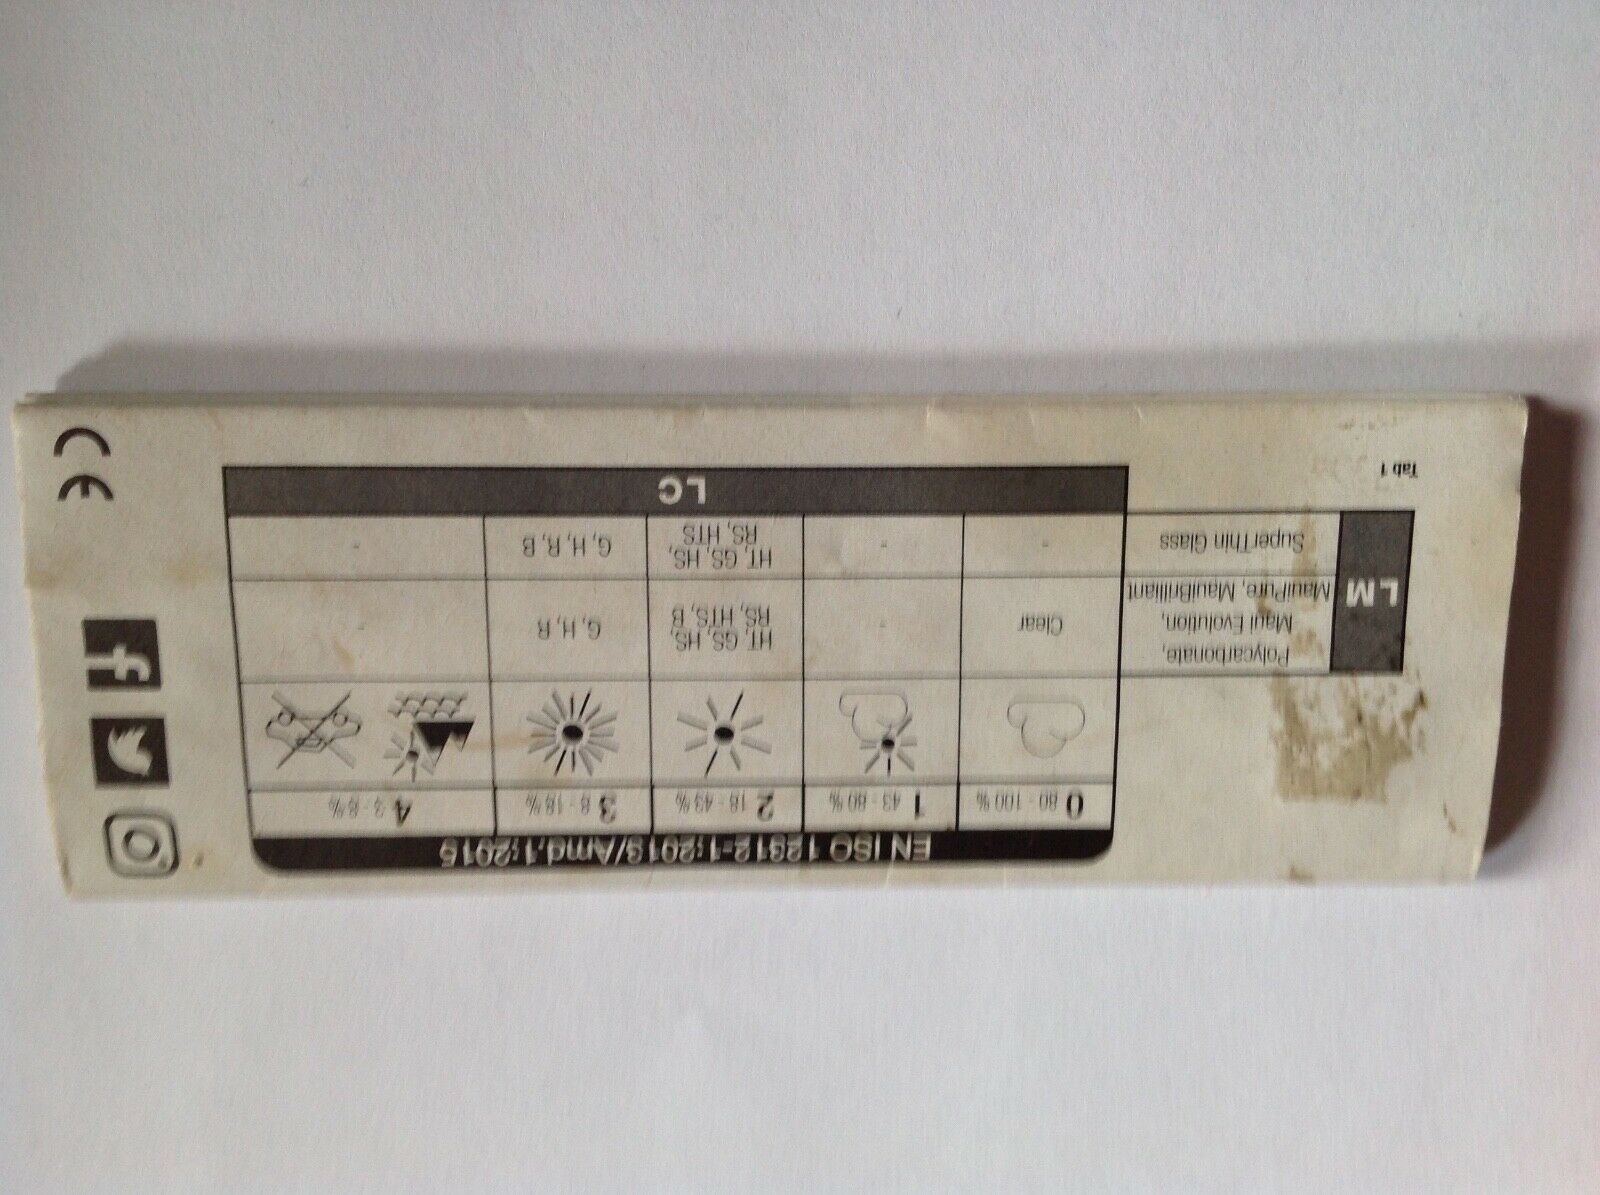 EN ISO 12312-1:2013/Amd.1:2015
0 80 - 100 % 1 43 - 80 % 2 18 - 43 % 3 8 - 18 % 4 3 - 8 %
LM
Polycarbonate,
Maui Evolution,
MauiPure, MauiBrilliant
Clear
-
HT, GS, HS,
RS, HTS, B
G, H, R
-
SuperThin Glass
-
-
HT, GS, HS,
RS, HTS
G, H, R, B
-
LC
Tab 1
f
CE